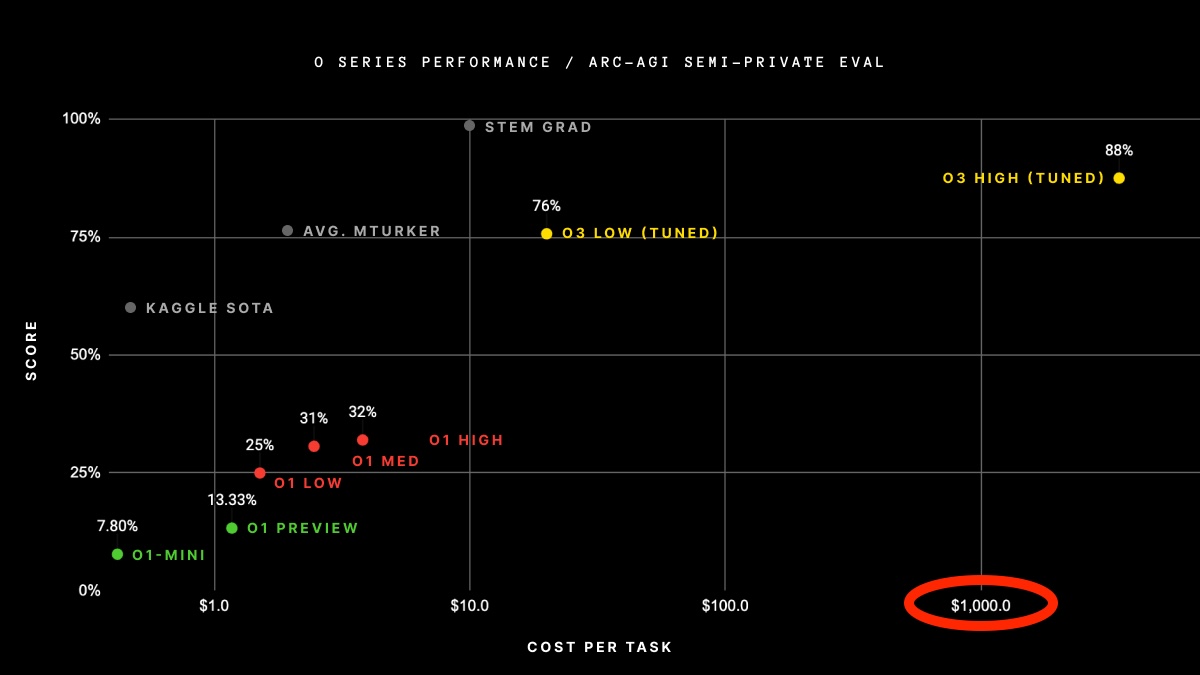 O SERIES PERFORMANCE / ARC-AGI SEMI-PRIVATE EVAL
100%
STEM GRAD
88%
O3 HIGH (TUNED)
76%
O3 LOW (TUNED)
AVG. MTURKER
75%
KAGGLE SOTA
SCORE
50%
32%
31%
O1 HIGH
25%
O1 MED
25%
O1 LOW
13.33%
7.80%
O1 PREVIEW
O1-MINI
0%
$1.0
$10.0
$100.0
$1,000.0
COST PER TASK